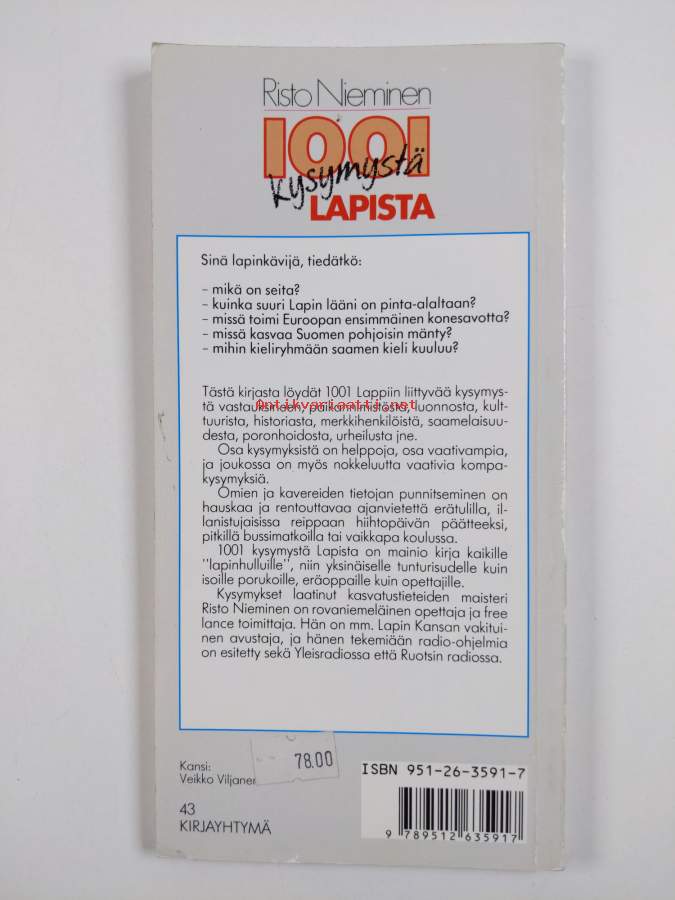 Risto Nieminen
1001
kysymystä
LAPISTA
Sinä lapinkävijä, tiedätkö:
– mikä on seita?
– kuinka suuri Lapin lääni on pinta-alaltaan?
– missä toimi Euroopan ensimmäinen konesavotta?
– missä kasvaa Suomen pohjoisin mänty?
– mihin kieliryhmään saamen kieli kuuluu?
Tästä kirjasta löydät 1001 Lappiin liittyvää kysymys-
tä vastauksineen paikannimistöstä, luonnosta, kult-
Antikvariaatti.net
tuurista, historiasta, merkkihenkilöistä, saamelaisuu-
desta, poronhoidosta, urheilusta jne.
Osa kysymyksistä on helppoja, osa vaativampia,
ja joukossa on myös nokkeluutta vaativia kompa-
kysymyksiä.
Omien ja kavereiden tietojan punnitseminen on
hauskaa ja rentouttavaa ajanvietettä erätulilla, il-
lanistujaisissa reippaan hiihtopäivän päätteeksi,
pitkillä bussimatkoilla tai vaikkapa koulussa.
1001 kysymystä Lapista on mainio kirja kaikille
"lapinhulluille", niin yksinäiselle tunturisudelle kuin
isoille porukoille, eräoppaille kuin opettajille.
Kysymykset laatinut kasvatustieteiden maisteri
Risto Nieminen on rovaniemeläinen opettaja ja free
lance toimittaja. Hän on mm. Lapin Kansan vakitui-
nen avustaja, ja hänen tekemiään radio-ohjelmia
on esitetty sekä Yleisradiossa että Ruotsin radiossa.
78.00
Kansi:
Veikko Viljanen
43
KIRJAYHTYMÄ
ISBN 951-26-3591-7
9 789512 635917